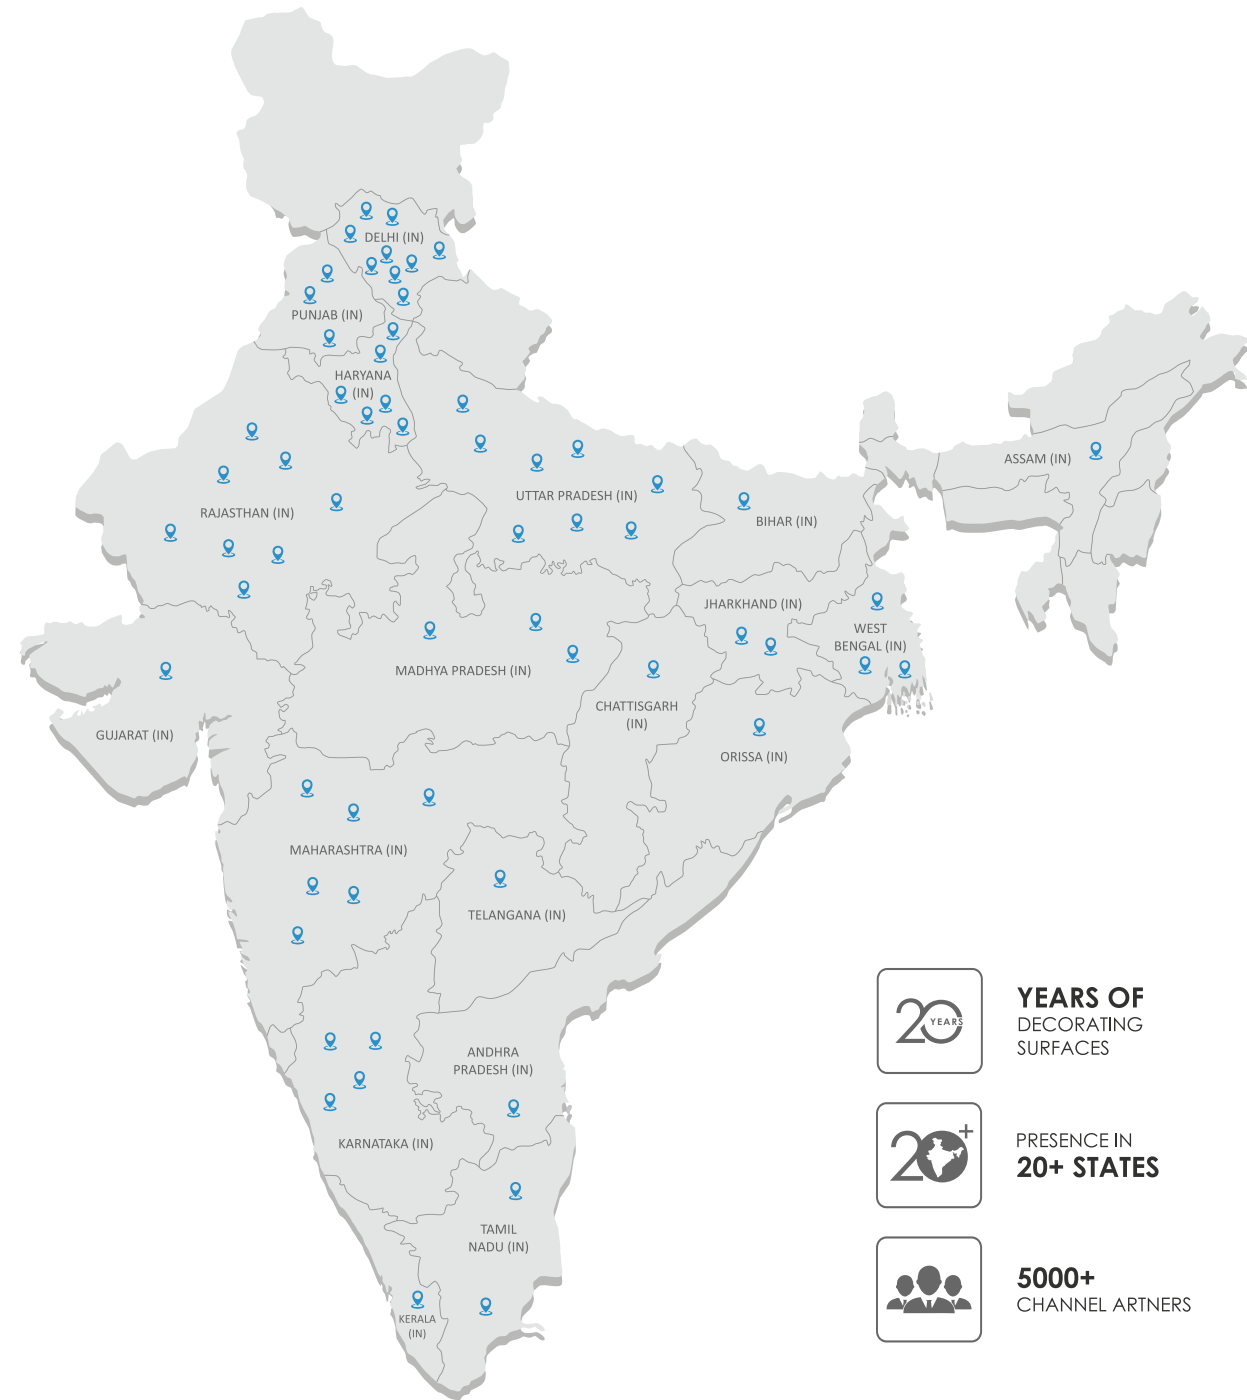 DELHI (IN)
PUNJAB (IN)
HARYANA
(IN)
ASSAM (IN)
UTTAR PRADESH (IN)
RAJASTHAN (IN)
BIHAR (IN)
JHARKHAND (IN)
WEST
BENGAL (IN)
MADHYA PRADESH (IN)
CHATTISGARH
(IN)
GUJARAT (IN)
ORISSA (IN)
MAHARASHTRA (IN)
TELANGANA (IN)
ANDHRA
PRADESH (IN)
KARNATAKA (IN)
TAMIL
NADU (IN)
KERALA
(IN)
20 YEARS
YEARS OF
DECORATING
SURFACES
20+
PRESENCE IN
20+ STATES
5000+
CHANNEL ARTNERS